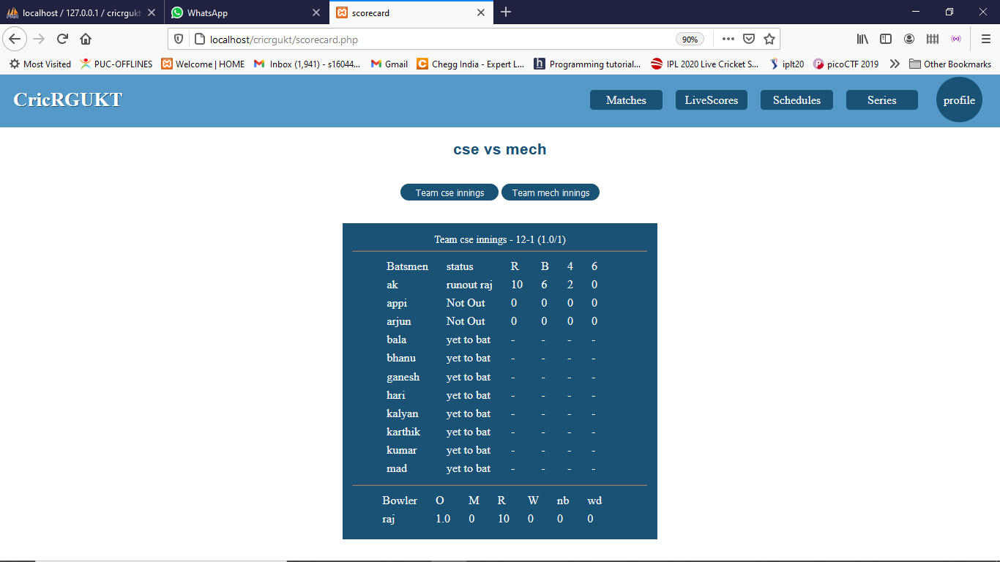 localhost / 127.0.0.1 / cricrgukt
WhatsApp
scorecard
localhost/cricrgukt/scorecard.php
90%
Most Visited
PUC-OFFLINES
Welcome | HOME
Inbox (1,941) - s16044...
Gmail
Chegg India - Expert L...
Programming tutorial...
IPL 2020 Live Cricket S...
iplt20
picoCTF 2019
Other Bookmarks
CricRGUKT
Matches
LiveScores
Schedules
Series
profile
cse vs mech
Team cse innings
Team mech innings
Team cse innings - 12-1 (1.0/1)
Batsmen status R B 4 6
ak runout raj 10 6 2 0
appi Not Out 0 0 0 0
arjun Not Out 0 0 0 0
bala yet to bat - - - -
bhanu yet to bat - - - -
ganesh yet to bat - - - -
hari yet to bat - - - -
kalyan yet to bat - - - -
karthik yet to bat - - - -
kumar yet to bat - - - -
mad yet to bat - - - -
Bowler O M R W nb wd
raj 1.0 0 10 0 0 0